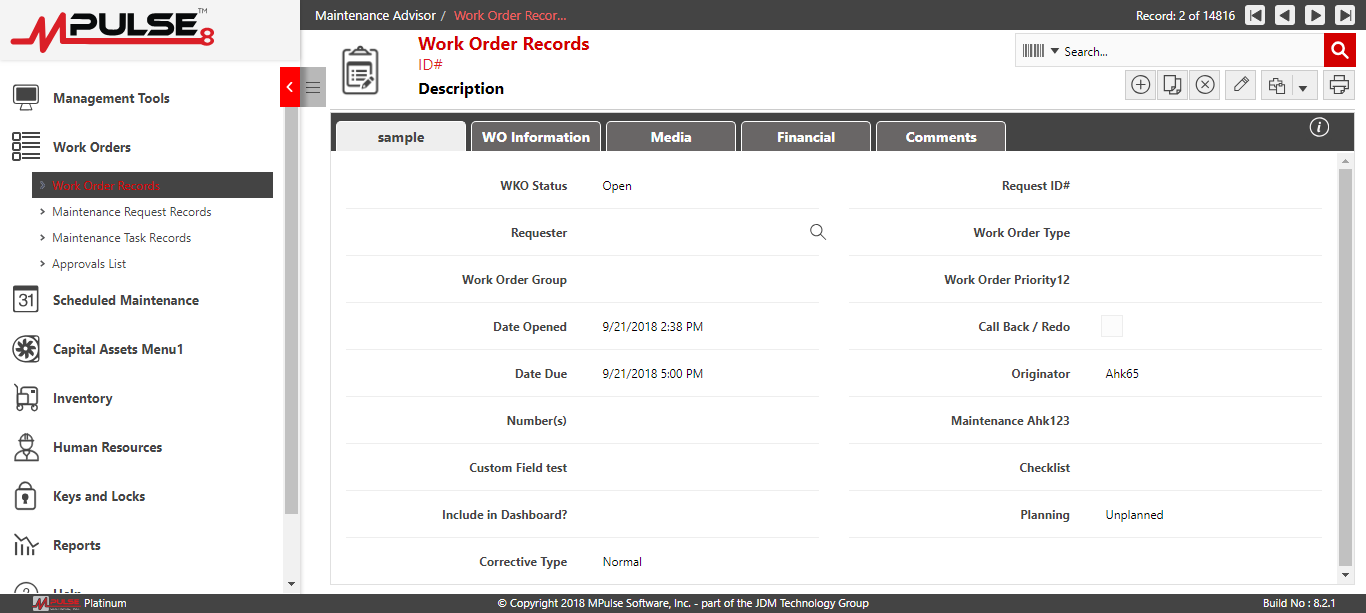 MPULSE 8 ™
Maintenance Advisor / Work Order Recor...
Record: 2 of 14816
Work Order Records
ID#
Description
Search...
Management Tools
Work Orders
Work Order Records
Maintenance Request Records
Maintenance Task Records
Approvals List
31 Scheduled Maintenance
Capital Assets Menu1
Inventory
Human Resources
Keys and Locks
Reports
Help
sample WO Information Media Financial Comments i
WKO Status Open Request ID#
Requester Work Order Type
Work Order Group Work Order Priority12
Date Opened 9/21/2018 2:38 PM Call Back / Redo
Date Due 9/21/2018 5:00 PM Originator Ahk65
Number(s) Maintenance Ahk123
Custom Field test Checklist
Include in Dashboard? Planning Unplanned
Corrective Type Normal
MPULSE Platinum
© Copyright 2018 MPulse Software, Inc. - part of the JDM Technology Group
Build No : 8.2.1